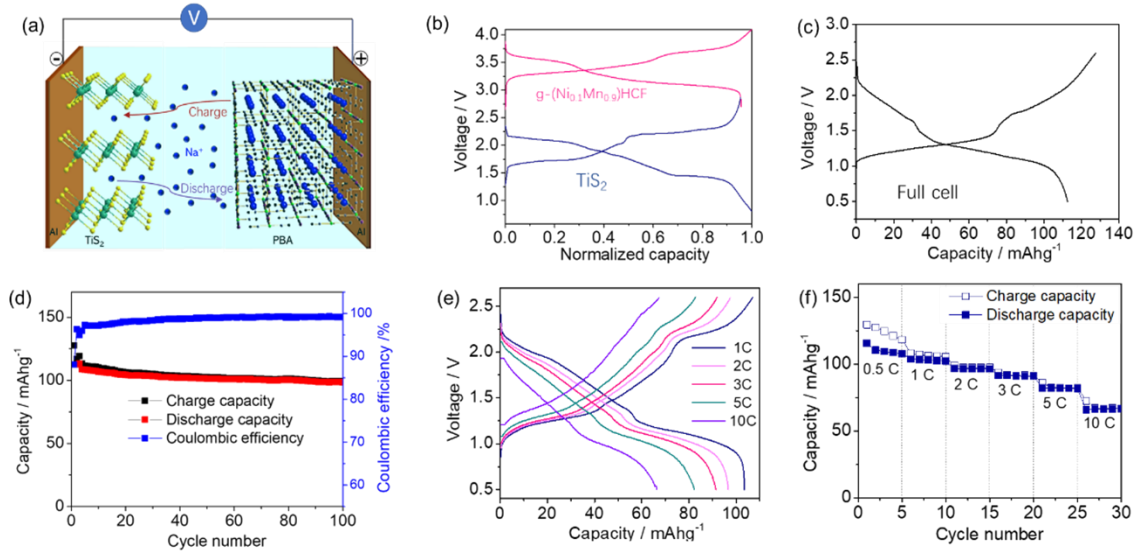 (a)
V
-
+
Charge
Na⁺
Discharge
Al
TiS₂
PBA
Al
(b)
4.0
3.5
3.0
2.5
2.0
1.5
1.0
Voltage / V
g-(Ni₀.₁Mn₀.₉)HCF
TiS₂
0.0 0.2 0.4 0.6 0.8 1.0
Normalized capacity
(c)
3.0
2.5
2.0
1.5
1.0
0.5
0.0
Voltage / V
Full cell
0 20 40 60 80 100 120 140
Capacity / mAhg⁻¹
(d)
150
100
50
0
Capacity / mAhg⁻¹
Charge capacity
Discharge capacity
Coulombic efficiency
100
90
80
70
60
Coulombic efficiency /%
0 20 40 60 80 100
Cycle number
(e)
2.5
2.0
1.5
1.0
0.5
Voltage / V
1C
2C
3C
5C
10C
0 20 40 60 80 100
Capacity / mAhg⁻¹
(f)
150
100
50
0
Capacity / mAhg⁻¹
Charge capacity
Discharge capacity
0.5 C
1 C
2 C
3 C
5 C
10 C
0 5 10 15 20 25 30
Cycle number